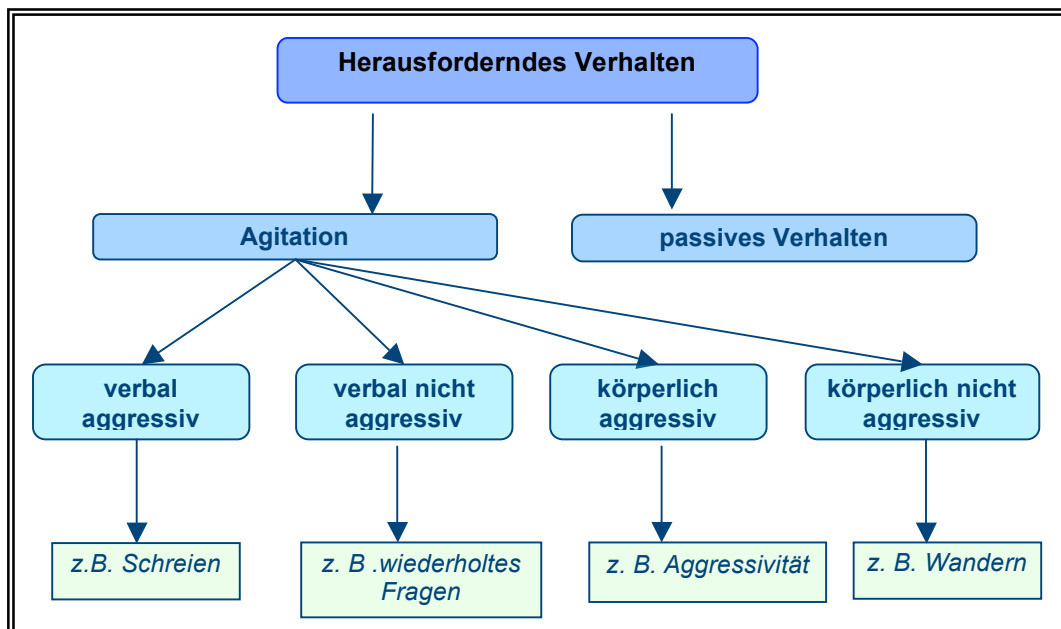 Herausforderndes Verhalten
Agitation
passives Verhalten
verbal
aggressiv
verbal nicht
aggressiv
körperlich
aggressiv
körperlich nicht
aggressiv
z.B. Schreien
z. B .wiederholtes
Fragen
z. B. Aggressivität
z. B. Wandern